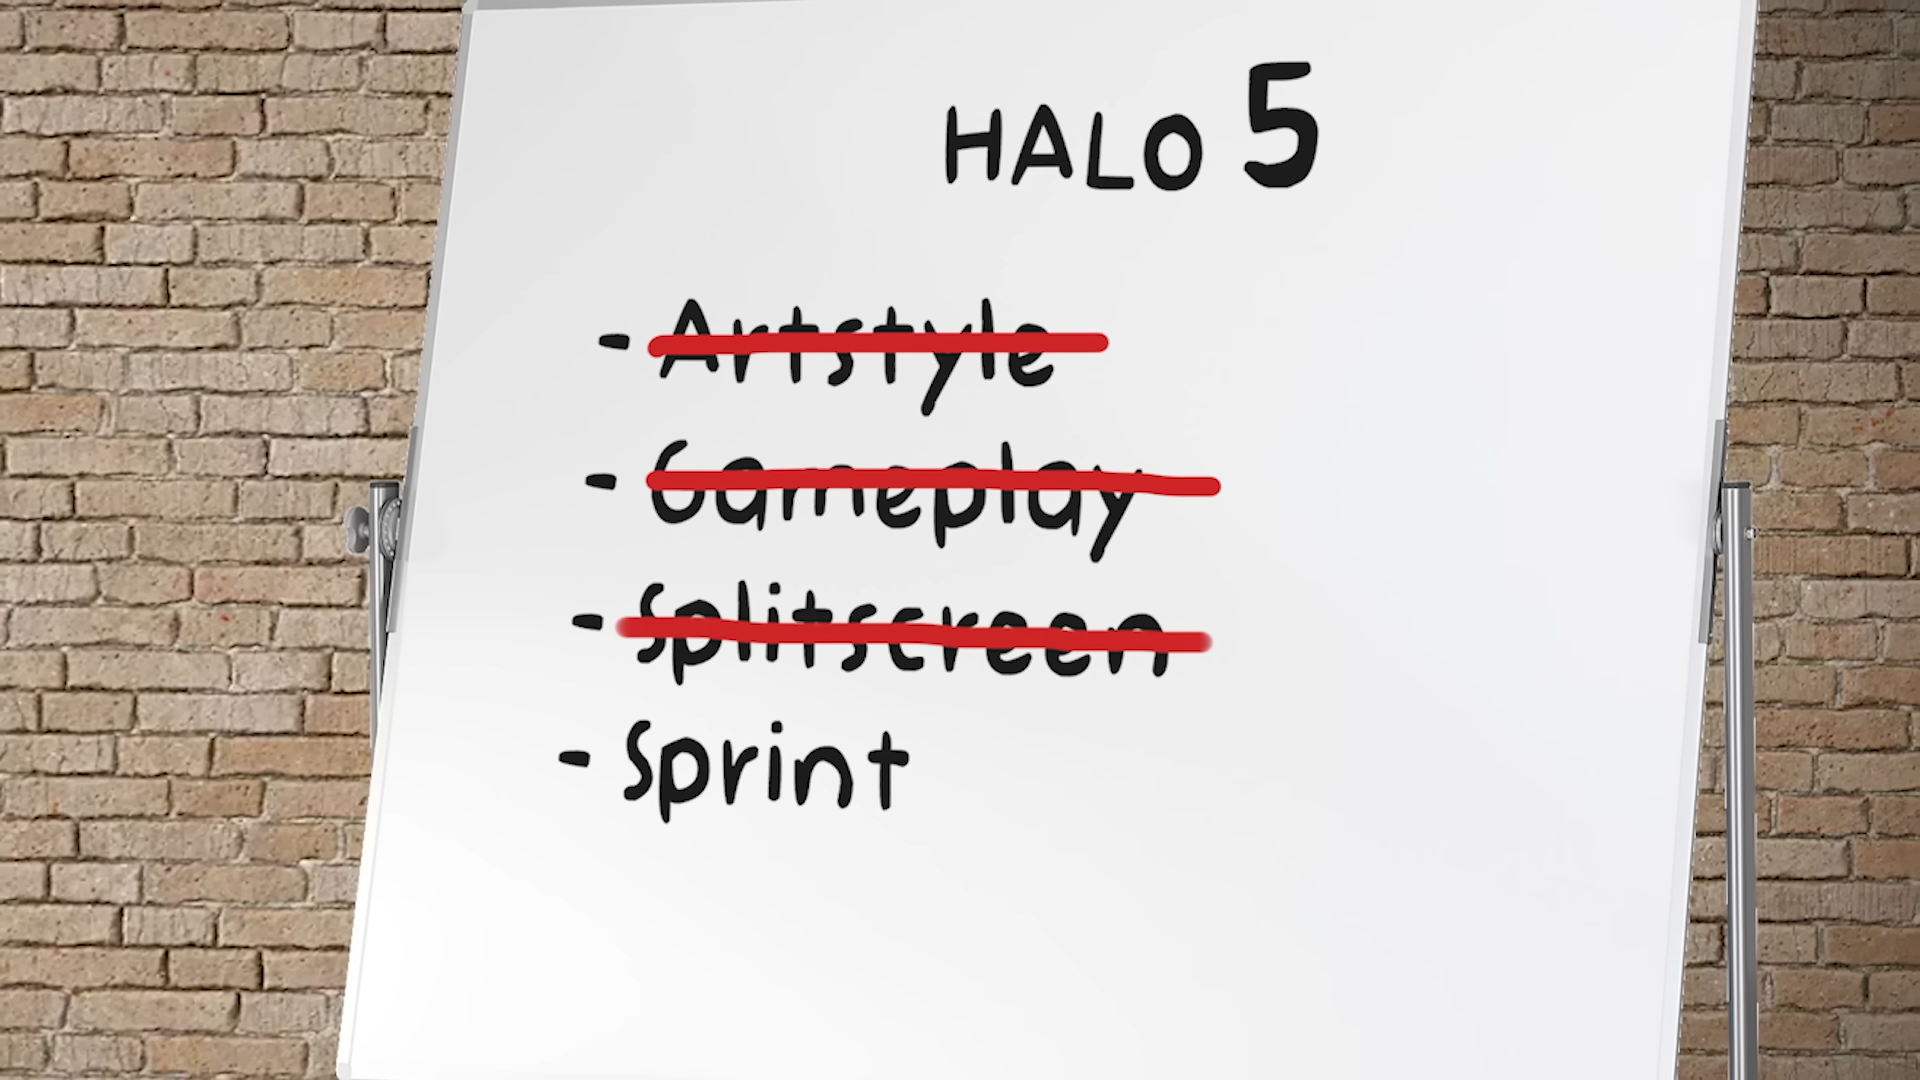 HALO 5
- Artstyle
- Gameplay
- Splitscreen
- Sprint